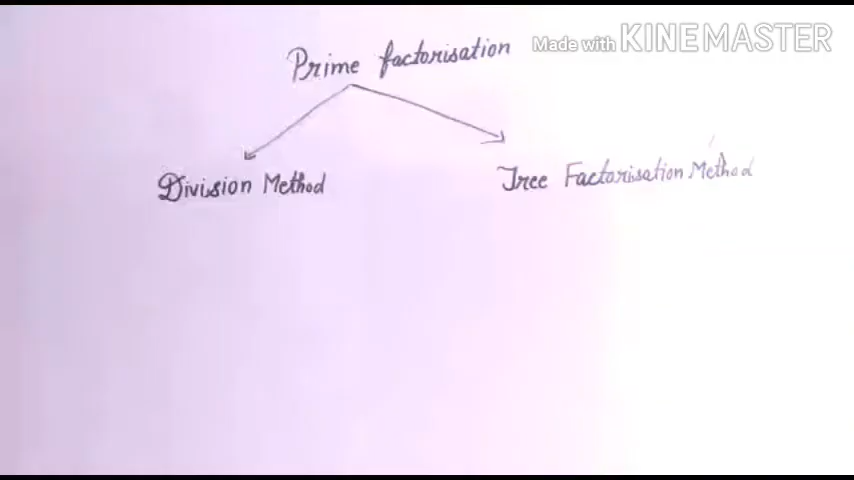 Prime factorisation
Made with KINEMASTER
Division Method
Tree Factorisation Method